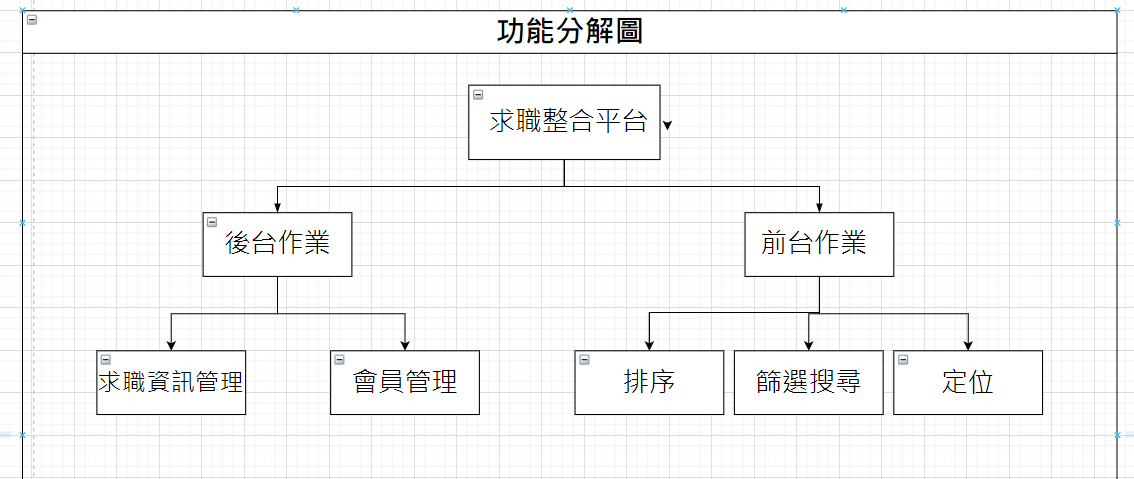 功能分解圖
求職整合平台
後台作業
前台作業
求職資訊管理
會員管理
排序
篩選搜尋
定位